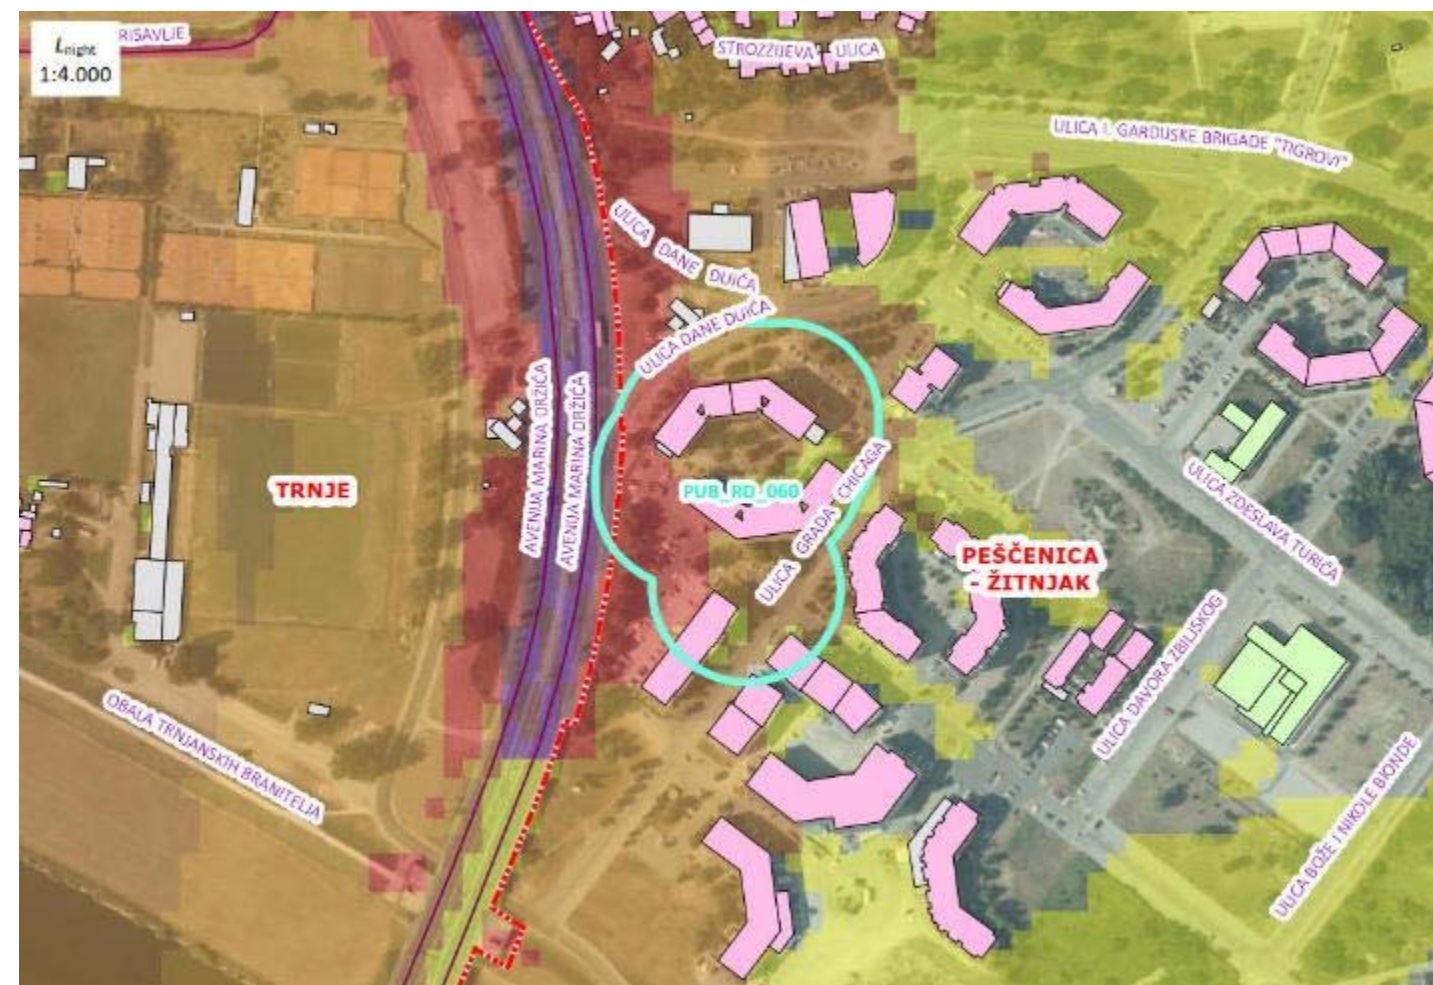 RISAVLJE
Lnight
1:4.000
STROZZIJEVA ULICA
ULICA I. GARDIJSKE BRIGADE "TIGROVI"
ULICA DANE DUIĆA
ULICA DANE DUIĆA
AVENIJA MARINA DRŽIĆA
AVENIJA MARINA DRŽIĆA
TRNJE
PUB_RD_060
ULICA GRADA CHICAGA
ULICA ZDESLAVA TURIĆA
PEŠČENICA
- ŽITNJAK
ULICA DAVORA ZBILJSKOG
OBALA TRNJANSKIH BRANITELJA
ULICA BOŽE I NIKOLE BIONDE